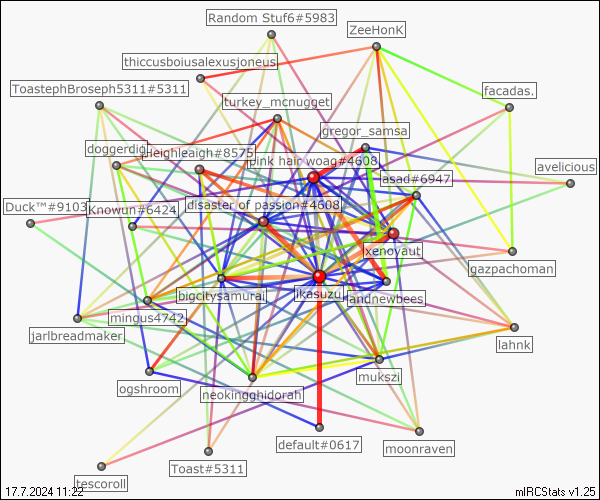 Random Stuf6#5983
ZeeHonK
thiccusboiusalexusjoneus
ToastephBroseph5311#5311
facadas.
turkey_mcnugget
gregor_samsa
doggerdig
heighleaigh#8575
pink hair woag#4608
avelicious
asad#6947
Duck™#9103
Knowun#6424
disaster of passion#4608
xenoyaut
gazpachoman
bigcitysamurai
ikasuzu
landnewbees
mingus4742
jarlbreadmaker
lahnk
mukszi
ogshroom
neokingghidorah
default#0617
moonraven
Toast#5311
tescoroll
17.7.2024 11:22
mIRCStats v1.25